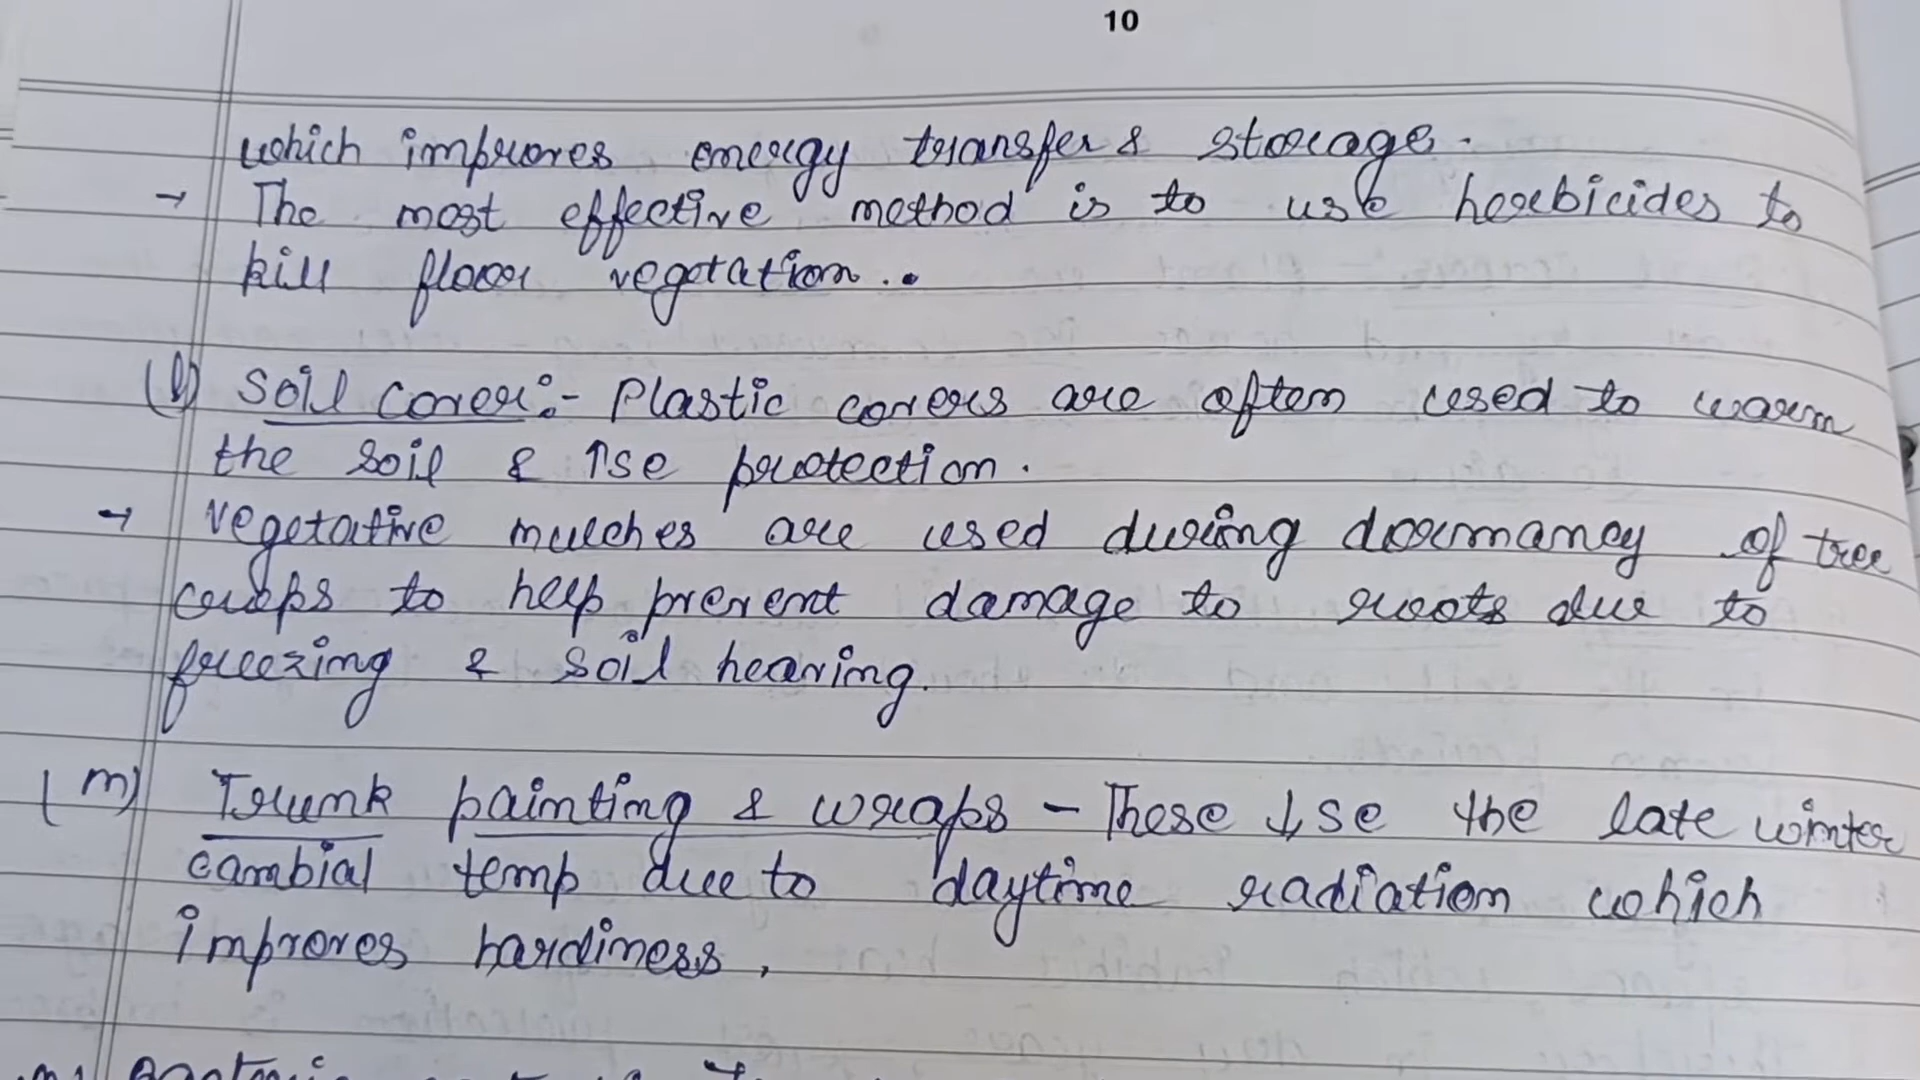 10
which improves energy transfer & storage.
→ The most effective method is to use herbicides to
kill floor vegetation..
(l) Soil cover:- Plastic covers are often used to warm
the soil & ↑se protection.
→ vegetative mulches are used during dormancy of tree
crops to help prevent damage to roots due to
freezing & soil heaving.
(m) Trunk painting & wraps - These ↓se the late winter
cambial temp due to daytime radiation which
improves hardiness,